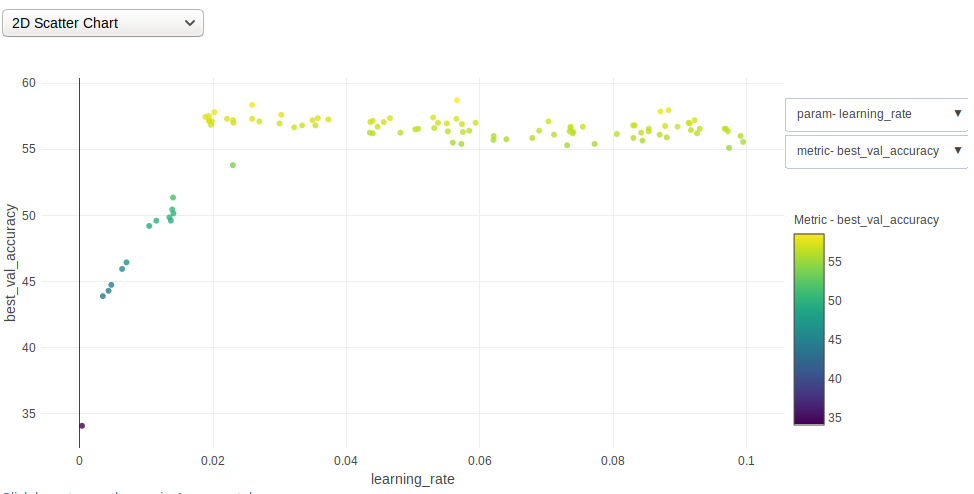 2D Scatter Chart
60
55
50
45
40
35
best_val_accuracy
0
0.02
0.04
0.06
0.08
0.1
learning_rate
param- learning_rate
metric- best_val_accuracy
Metric - best_val_accuracy
55
50
45
40
35